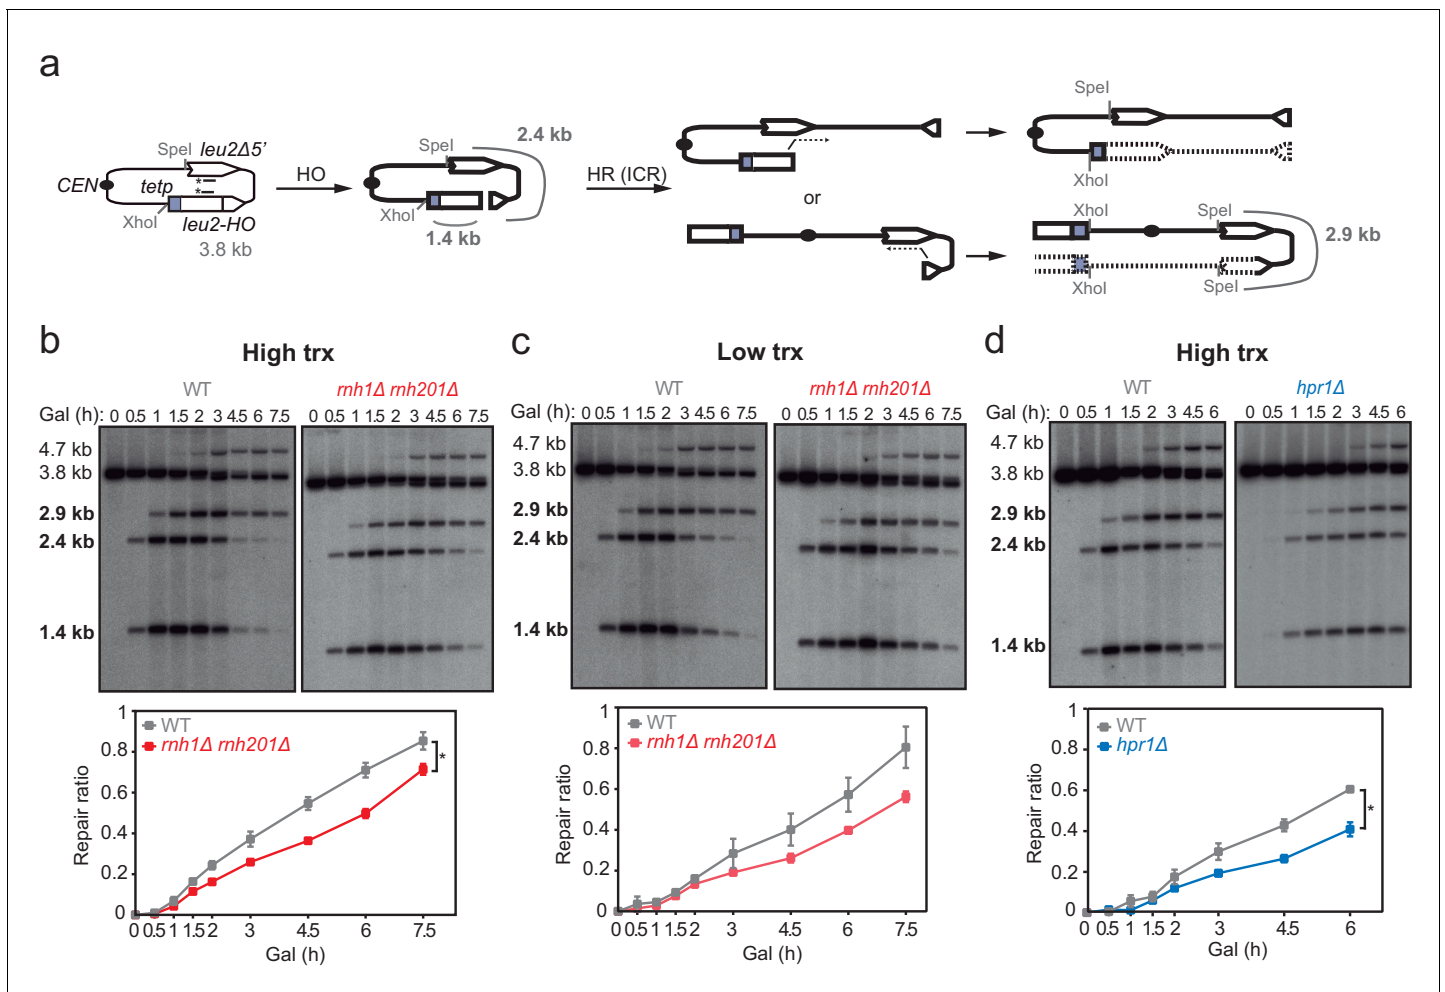 a
SpeI leu2Δ5'
CEN
tetp
XhoI
leu2-HO
3.8 kb
HO
SpeI
2.4 kb
XhoI
1.4 kb
HR (ICR)
or
SpeI
XhoI
XhoI
SpeI
2.9 kb
XhoI
SpeI
b
High trx
WT
rnh1Δ rnh201Δ
Gal (h): 0 0.5 1 1.5 2 3 4.5 6 7.5 0 0.5 1 1.5 2 3 4.5 6 7.5
4.7 kb
3.8 kb
2.9 kb
2.4 kb
1.4 kb
1
0.8
0.6
0.4
0.2
0
Repair ratio
WT
rnh1Δ rnh201Δ
*
0 0.5 1 1.5 2 3 4.5 6 7.5
Gal (h)
c
Low trx
WT
rnh1Δ rnh201Δ
Gal (h): 0 0.5 1 1.5 2 3 4.5 6 7.5 0 0.5 1 1.5 2 3 4.5 6 7.5
4.7 kb
3.8 kb
2.9 kb
2.4 kb
1.4 kb
1
0.8
0.6
0.4
0.2
0
Repair ratio
WT
rnh1Δ rnh201Δ
0 0.5 1 1.5 2 3 4.5 6 7.5
Gal (h)
d
High trx
WT
hpr1Δ
Gal (h): 0 0.5 1 1.5 2 3 4.5 6 0 0.5 1 1.5 2 3 4.5 6
4.7 kb
3.8 kb
2.9 kb
2.4 kb
1.4 kb
1
0.8
0.6
0.4
0.2
0
Repair ratio
WT
hpr1Δ
*
0 0.5 1 1.5 2 3 4.5 6
Gal (h)